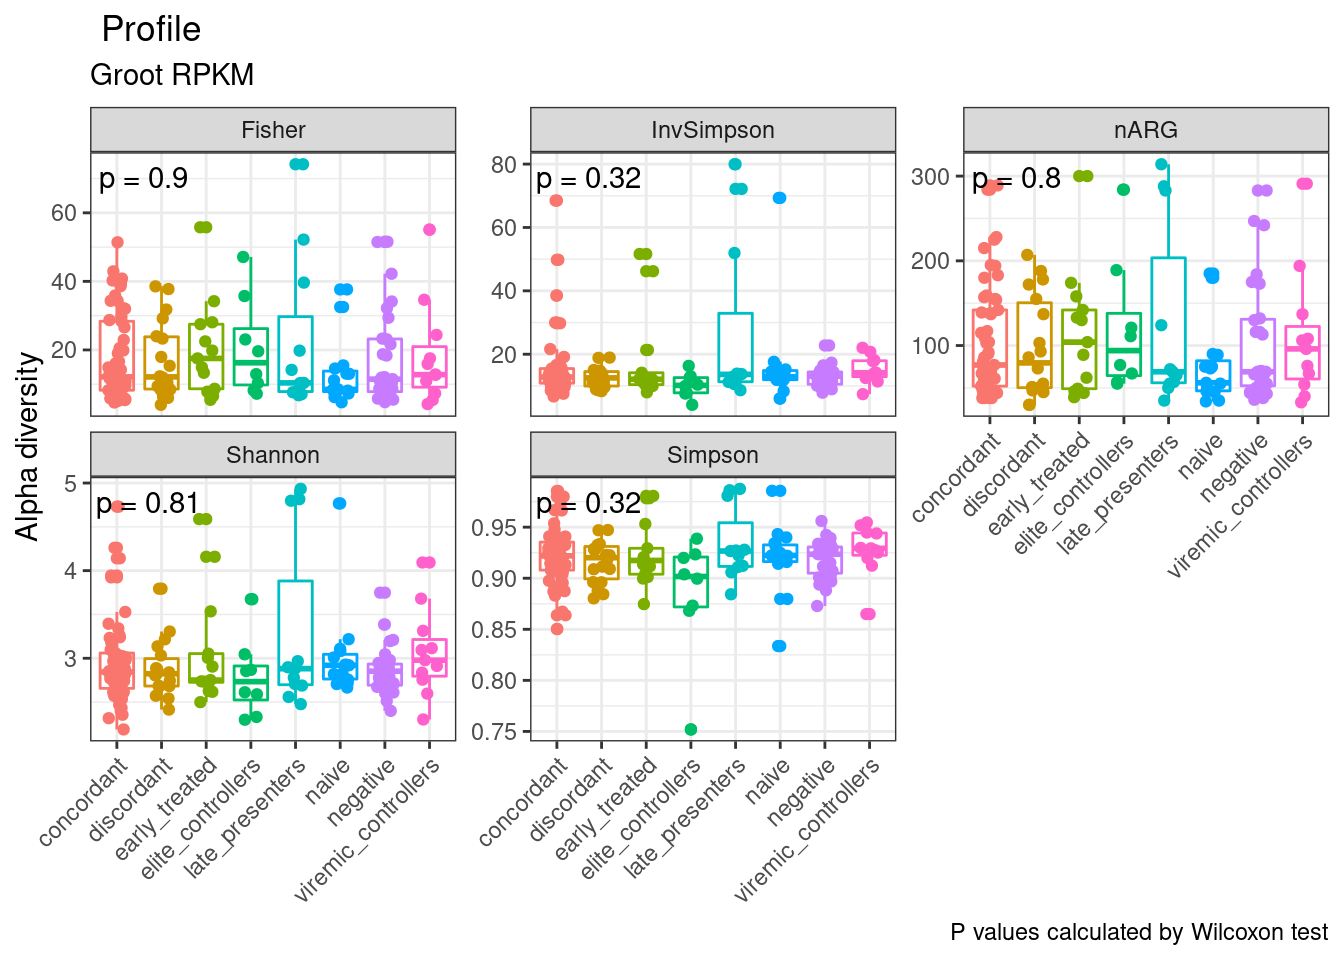 Profile
Groot RPKM
Fisher
InvSimpson
nARG
p = 0.9
p = 0.32
p = 0.8
60
40
20
80
60
40
20
300
200
100
Alpha diversity
Shannon
Simpson
p = 0.81
p = 0.32
5
4
3
0.95
0.90
0.85
0.80
0.75
concordant
discordant
early_treated
elite_controllers
late_presenters
naive
negative
viremic_controllers
concordant
discordant
early_treated
elite_controllers
late_presenters
naive
negative
viremic_controllers
concordant
discordant
early_treated
elite_controllers
late_presenters
naive
negative
viremic_controllers
P values calculated by Wilcoxon test